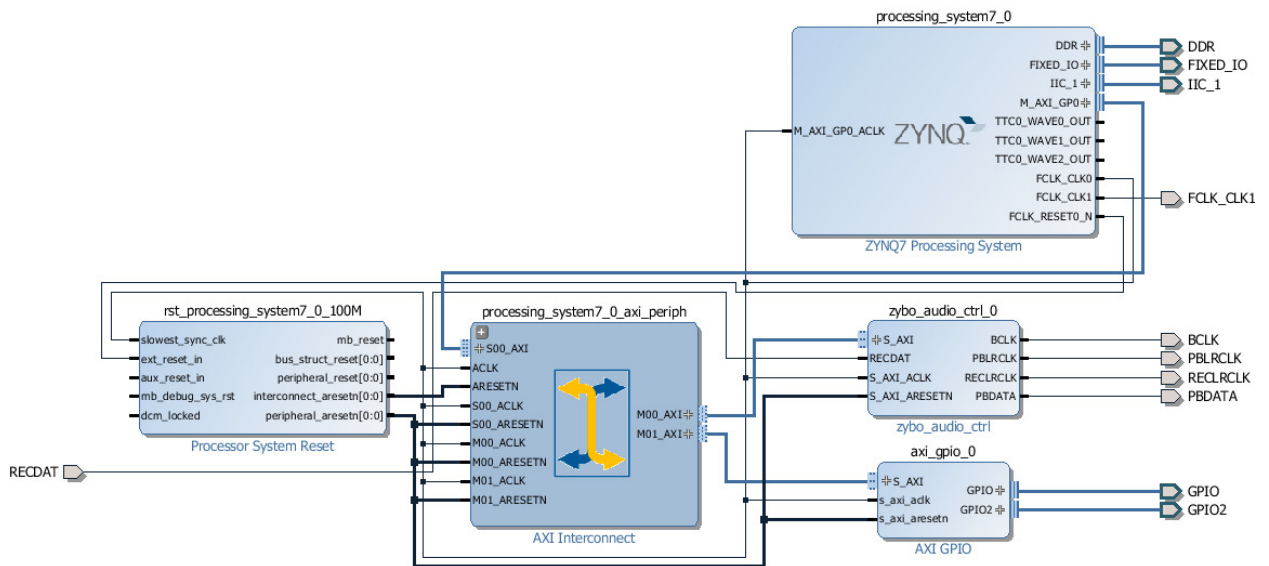 processing_system7_0
DDR
FIXED_IO
IIC_1
M_AXI_GP0
TTC0_WAVE0_OUT
TTC0_WAVE1_OUT
TTC0_WAVE2_OUT
FCLK_CLK0
FCLK_CLK1
FCLK_RESET0_N
M_AXI_GP0_ACLK
ZYNQ
ZYNQ7 Processing System
DDR
FIXED_IO
IIC_1
FCLK_CLK1
rst_processing_system7_0_100M
slowest_sync_clk
ext_reset_in
aux_reset_in
mb_debug_sys_rst
dcm_locked
mb_reset
bus_struct_reset[0:0]
peripheral_reset[0:0]
interconnect_aresetn[0:0]
peripheral_aresetn[0:0]
Processor System Reset
RECDAT
processing_system7_0_axi_periph
S00_AXI
ACLK
ARESETN
S00_ACLK
S00_ARESETN
M00_ACLK
M00_ARESETN
M01_ACLK
M01_ARESETN
M00_AXI
M01_AXI
AXI Interconnect
zybo_audio_ctrl_0
S_AXI
RECDAT
S_AXI_ACLK
S_AXI_ARESETN
BCLK
PBLRCLK
RECLRCLK
PBDATA
zybo_audio_ctrl
BCLK
PBLRCLK
RECLRCLK
PBDATA
axi_gpio_0
S_AXI
s_axi_aclk
s_axi_aresetn
GPIO
GPIO2
AXI GPIO
GPIO
GPIO2